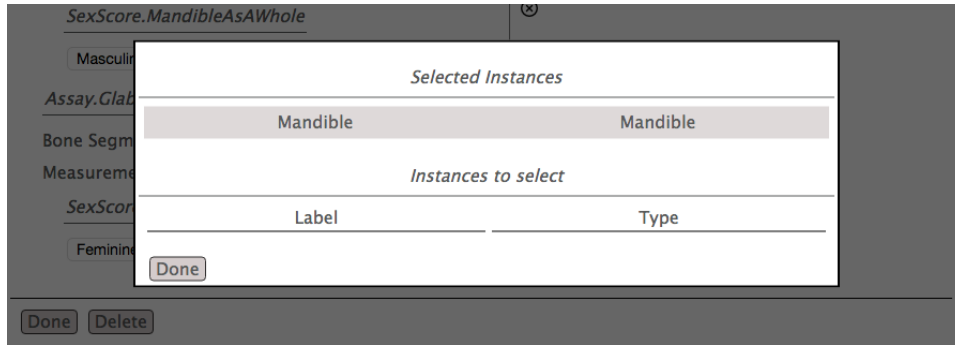 SexScore.MandibleAsAWhole
Masculin
Selected Instances
Assay.Glab
Mandible Mandible
Bone Segm
Measureme
Instances to select
SexScor
Label Type
Feminine
Done
Done Delete